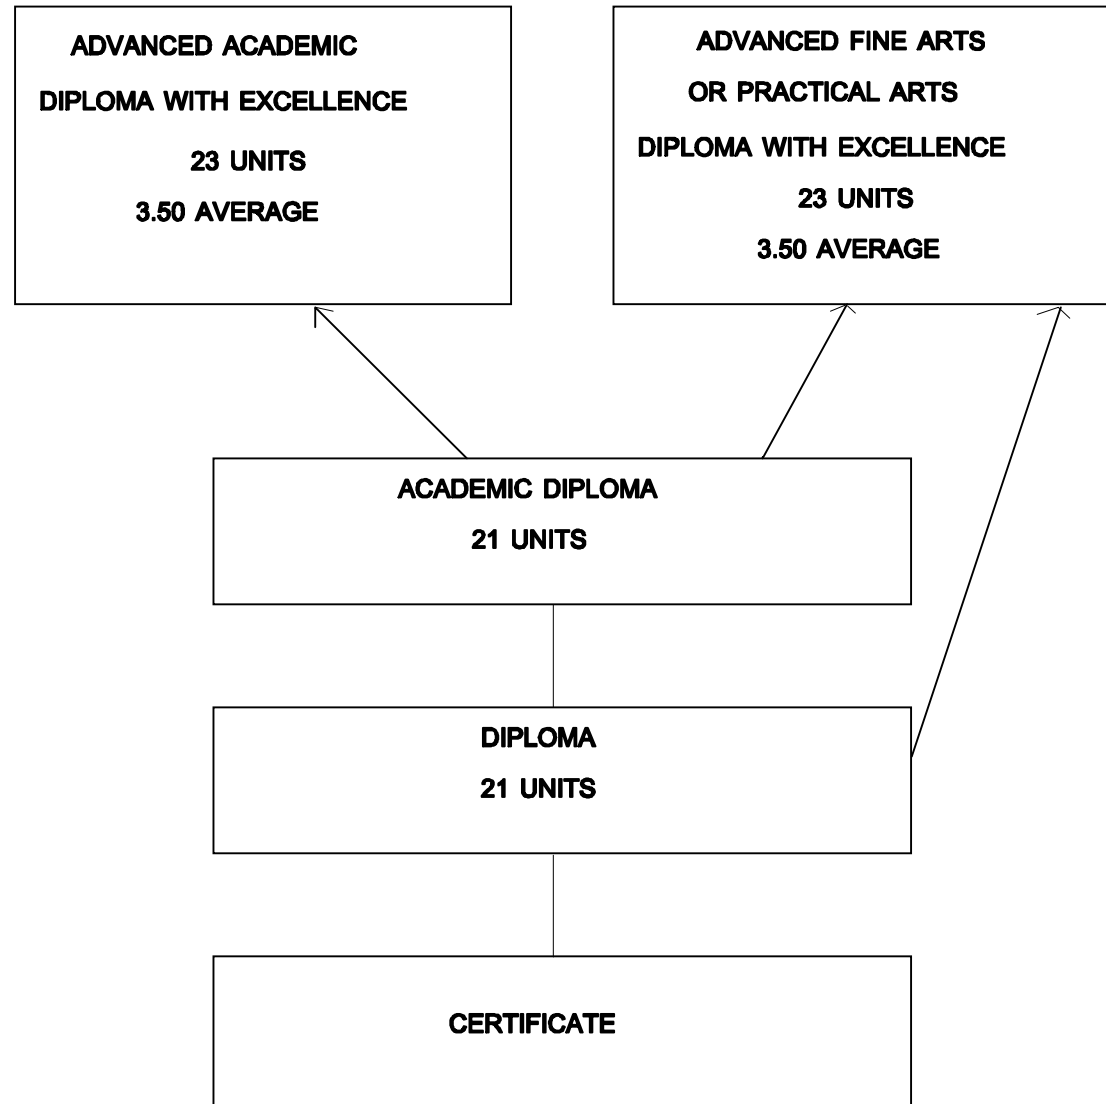 ADVANCED ACADEMIC
DIPLOMA WITH EXCELLENCE
23 UNITS
3.50 AVERAGE
ADVANCED FINE ARTS
OR PRACTICAL ARTS
DIPLOMA WITH EXCELLENCE
23 UNITS
3.50 AVERAGE
ACADEMIC DIPLOMA
21 UNITS
DIPLOMA
21 UNITS
CERTIFICATE